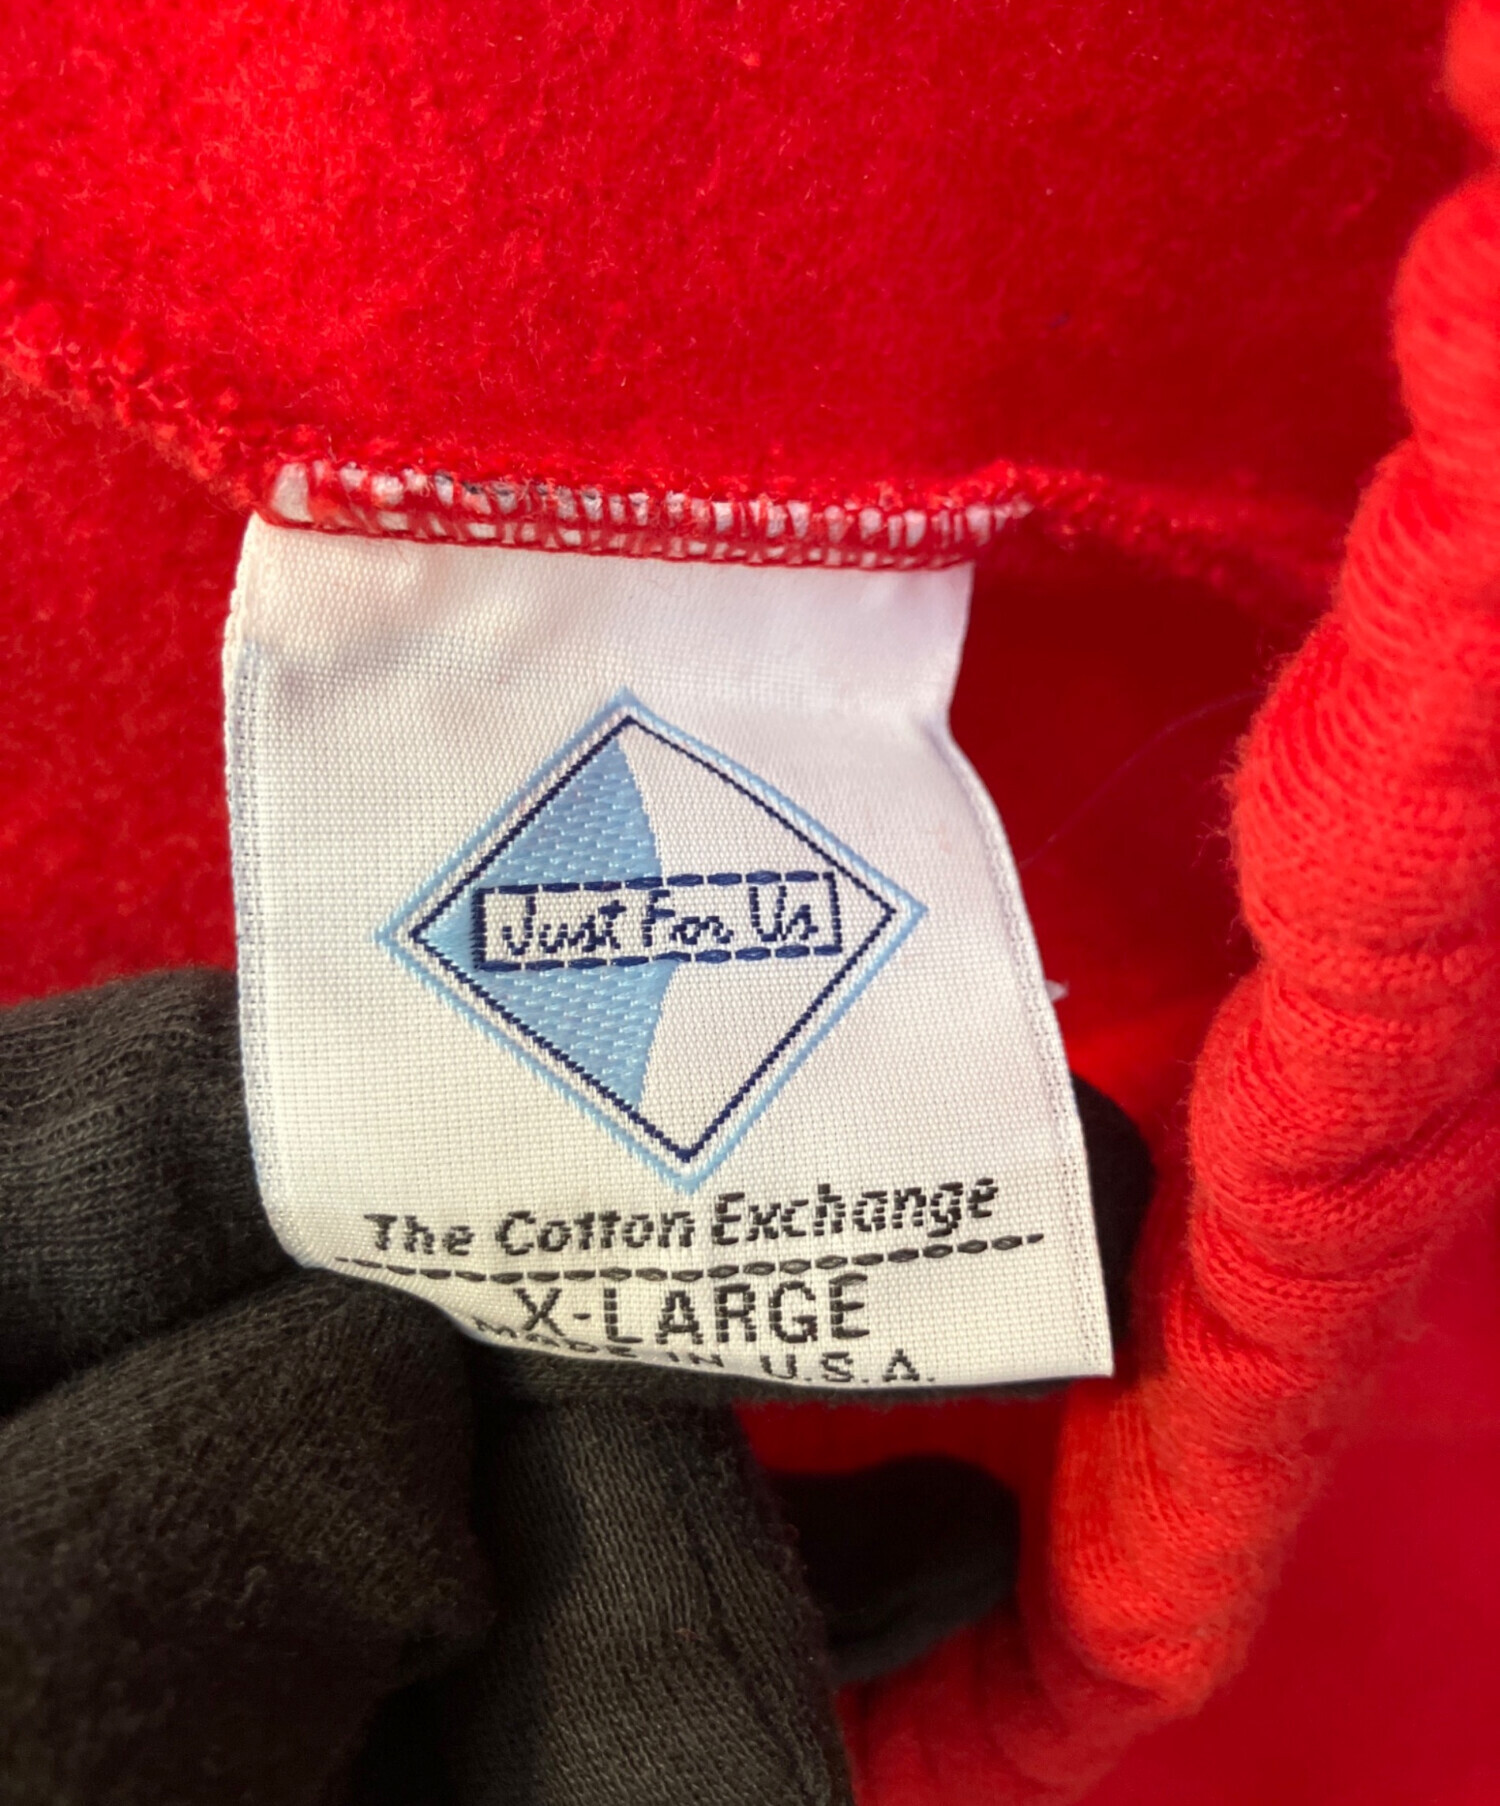 Just For Us
The Cotton Exchange
X-LARGE
MADE IN U.S.A.